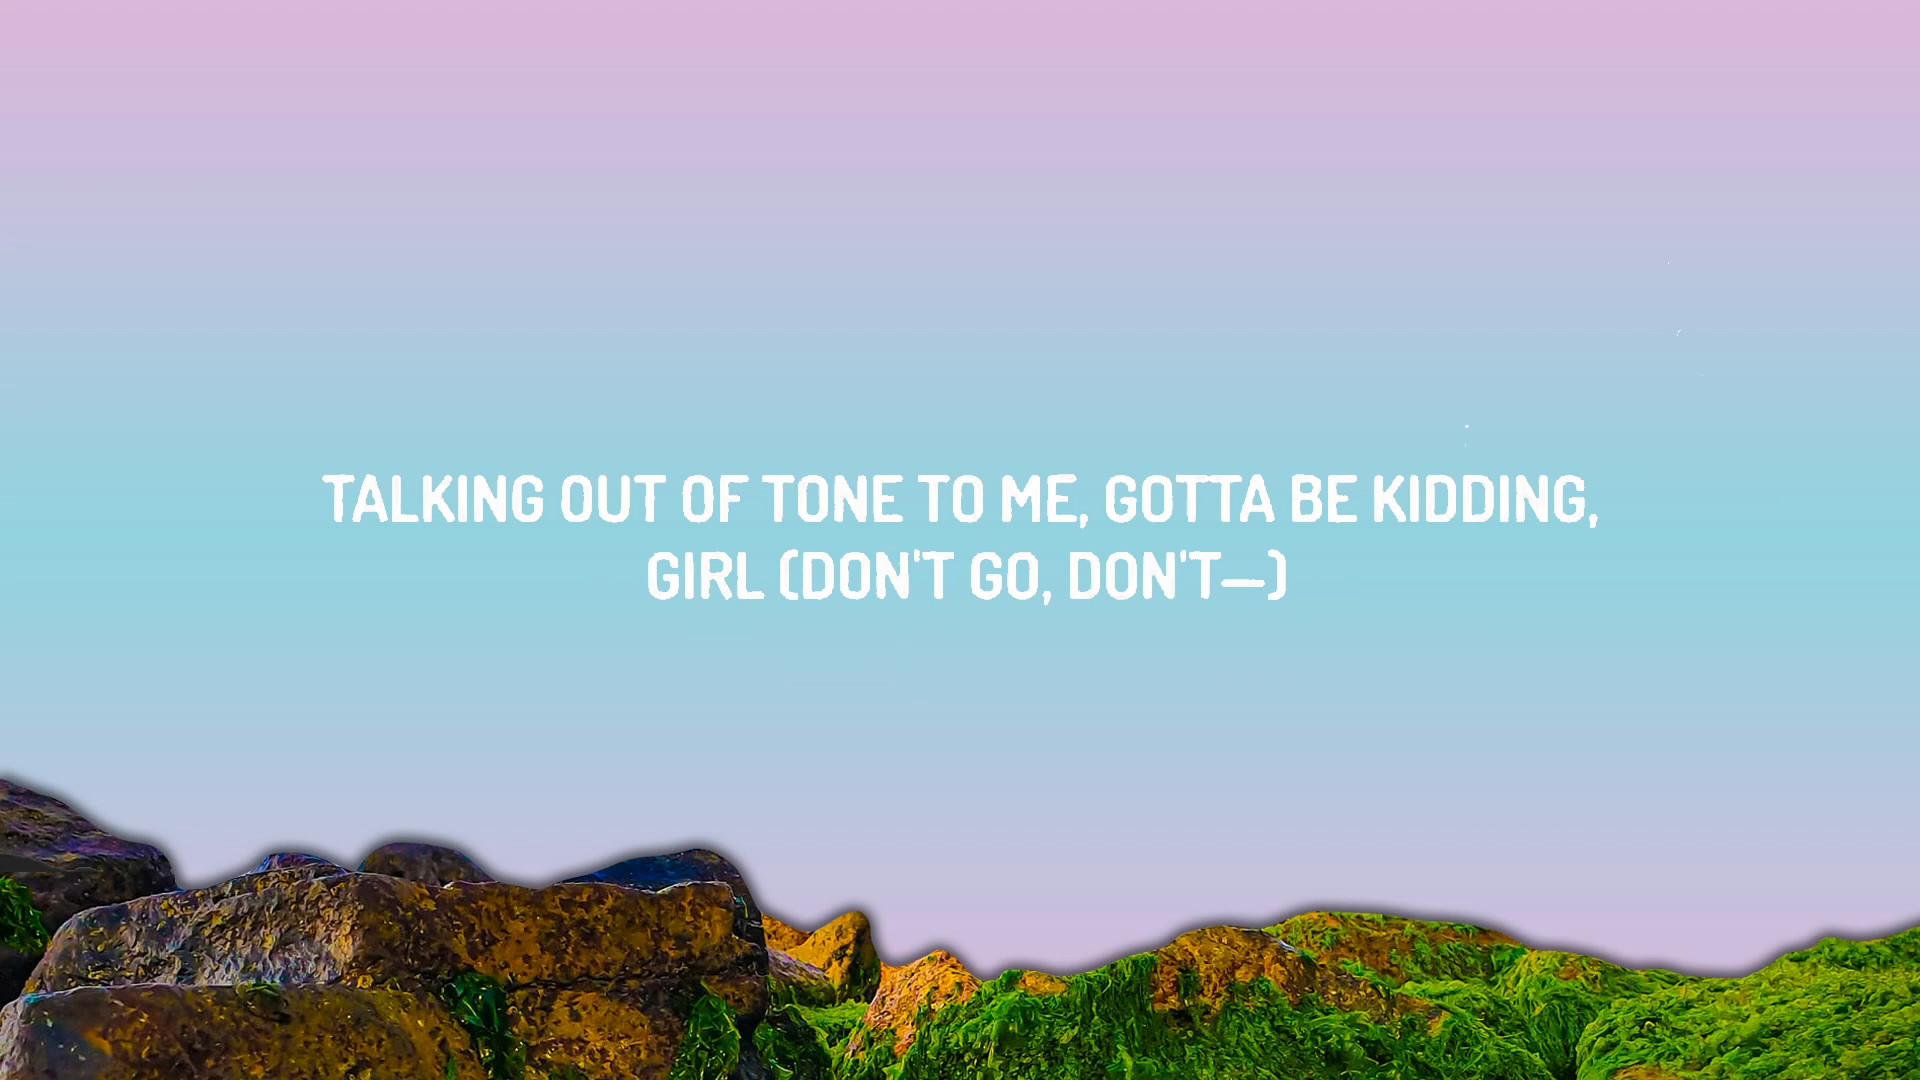 TALKING OUT OF TONE TO ME, GOTTA BE KIDDING,
GIRL (DON'T GO, DON'T—)